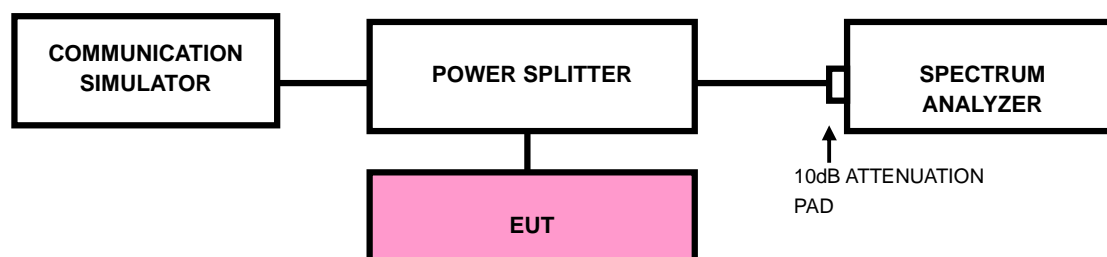 COMMUNICATION
SIMULATOR
POWER SPLITTER
SPECTRUM
ANALYZER
10dB ATTENUATION
PAD
EUT